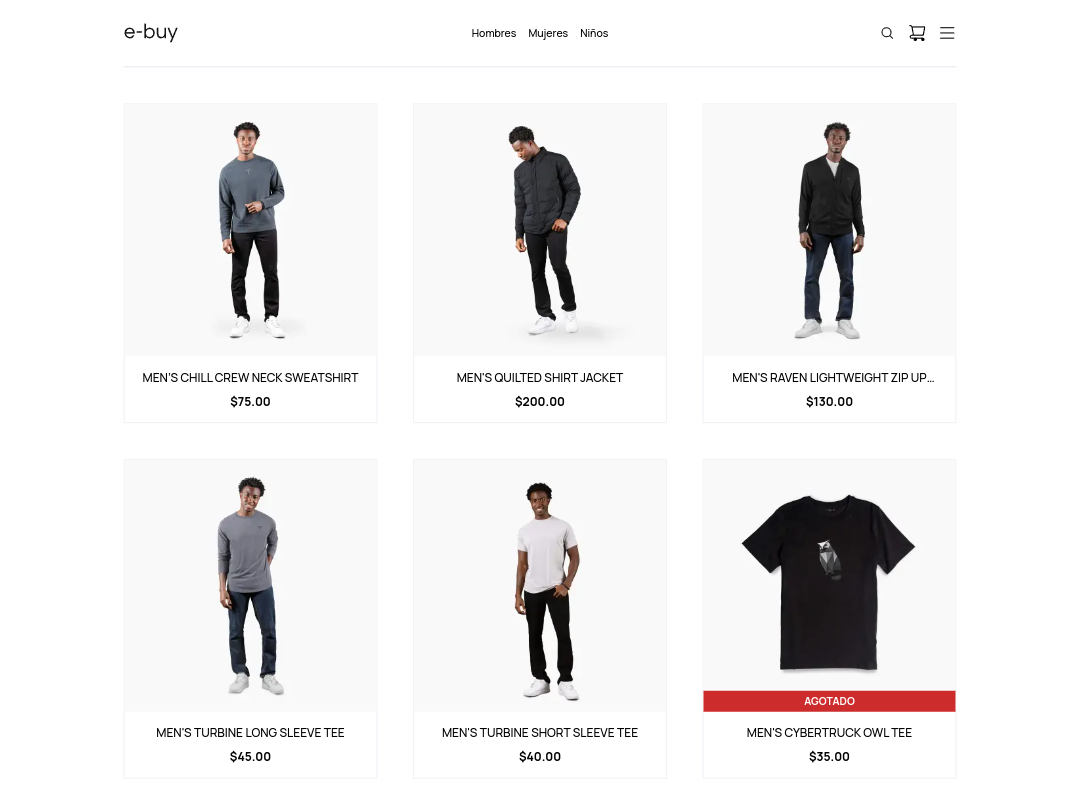 e-buy
Hombres Mujeres Niños
MEN'S CHILL CREW NECK SWEATSHIRT
$75.00
MEN'S QUILTED SHIRT JACKET
$200.00
MEN'S RAVEN LIGHTWEIGHT ZIP UP...
$130.00
MEN'S TURBINE LONG SLEEVE TEE
$45.00
MEN'S TURBINE SHORT SLEEVE TEE
$40.00
AGOTADO
MEN'S CYBERTRUCK OWL TEE
$35.00